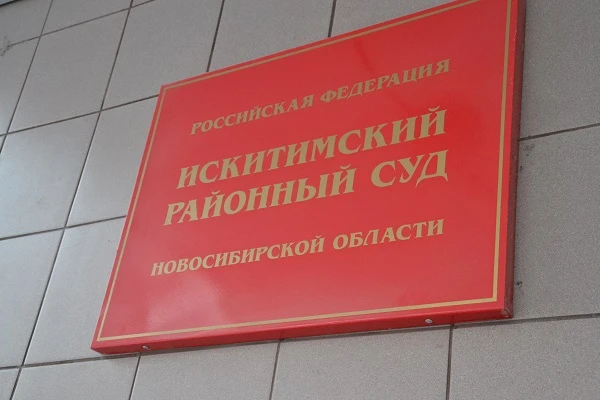 РОССИЙСКАЯ ФЕДЕРАЦИЯ
ИСКИТИМСКИЙ
РАЙОННЫЙ СУД
НОВОСИБИРСКОЙ ОБЛАСТИ